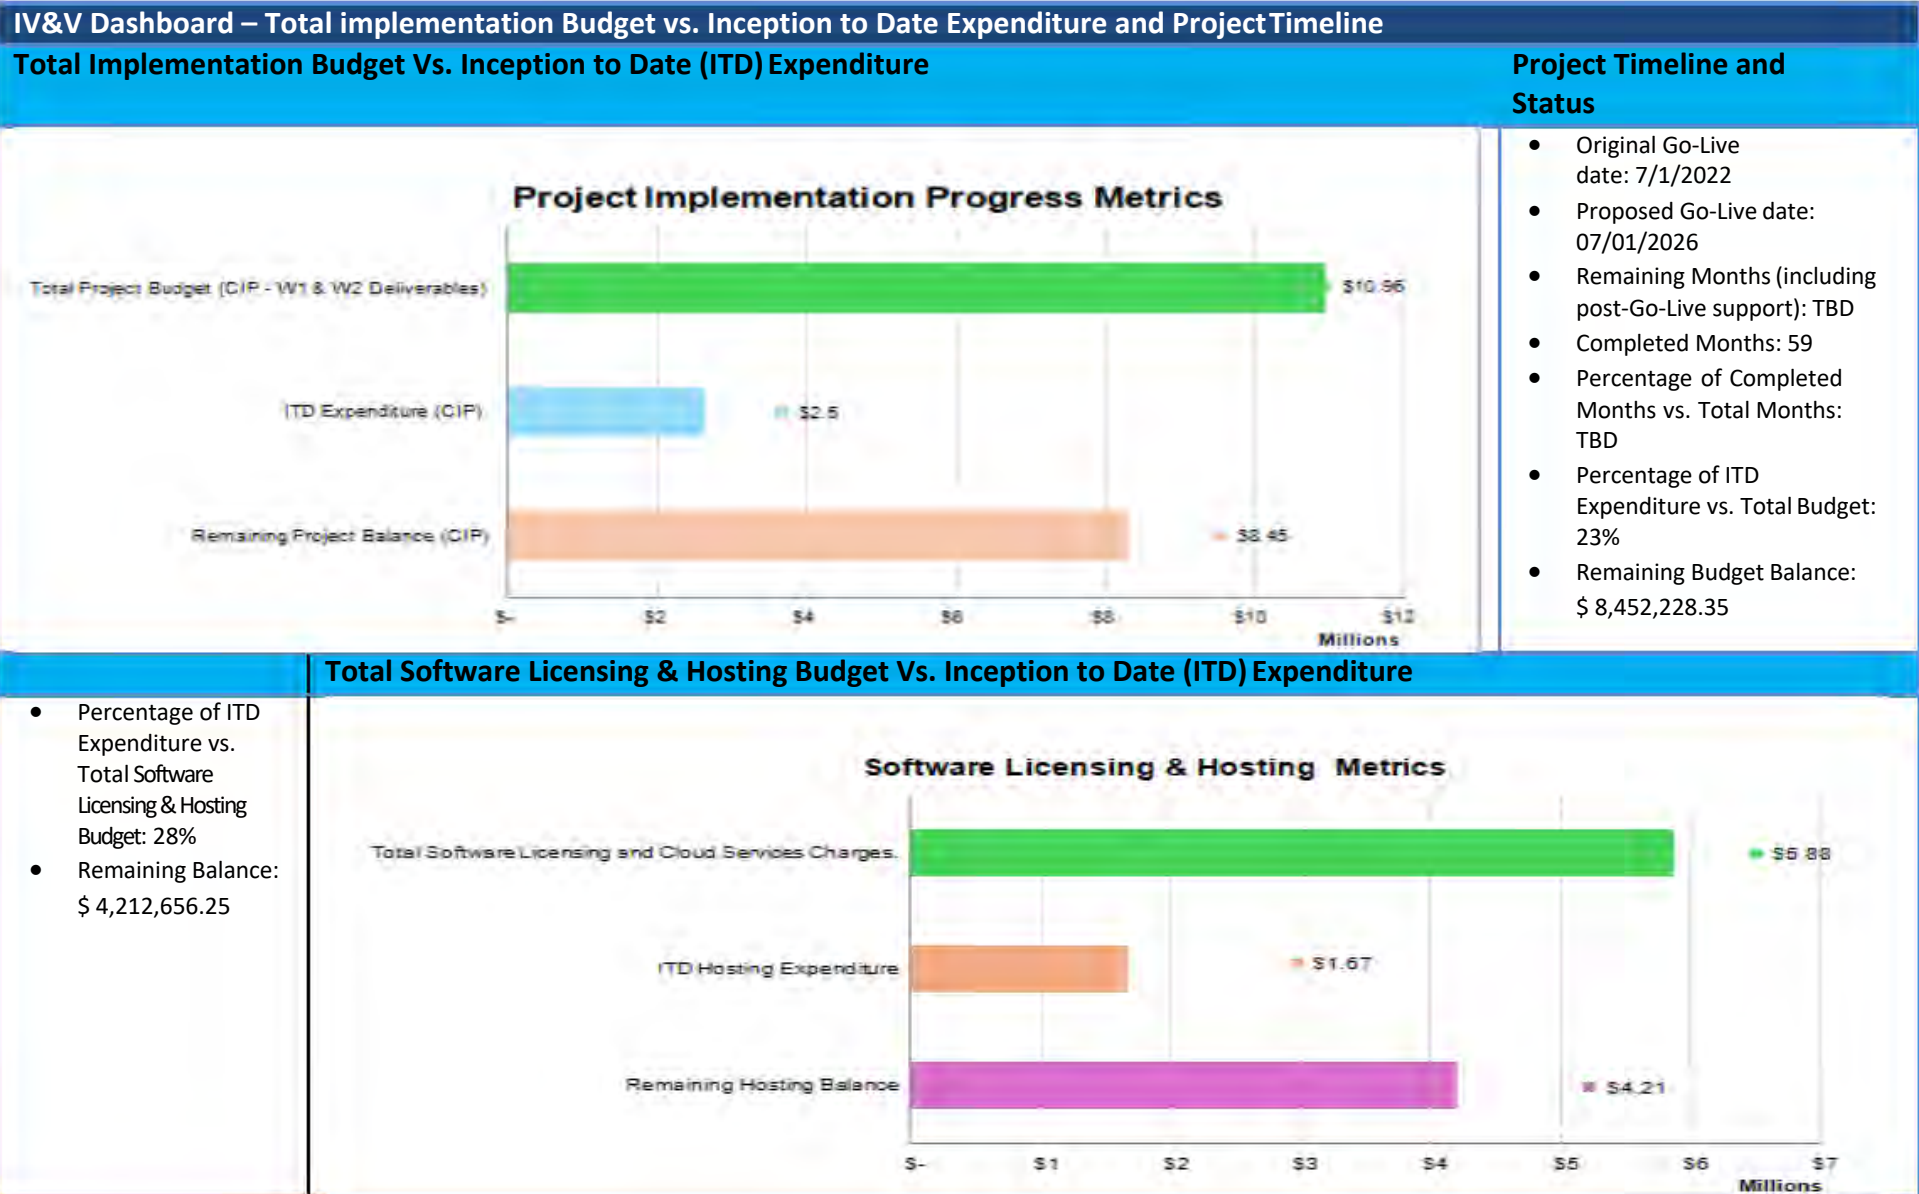 IV&V Dashboard – Total implementation Budget vs. Inception to Date Expenditure and Project Timeline
Total Implementation Budget Vs. Inception to Date (ITD) Expenditure
Project Timeline and
Status
Project Implementation Progress Metrics
Total Project Budget (CIP - W1 & W2 Deliverables)
$10.96
ITD Expenditure (CIP)
$2.5
Remaining Project Balance (CIP)
$8.45
$-
$2
$4
$6
$8
$10
$12
Millions
• Original Go-Live
date: 7/1/2022
• Proposed Go-Live date:
07/01/2026
• Remaining Months (including
post-Go-Live support): TBD
• Completed Months: 59
• Percentage of Completed
Months vs. Total Months:
TBD
• Percentage of ITD
Expenditure vs. Total Budget:
23%
• Remaining Budget Balance:
$ 8,452,228.35
Total Software Licensing & Hosting Budget Vs. Inception to Date (ITD) Expenditure
• Percentage of ITD
Expenditure vs.
Total Software
Licensing & Hosting
Budget: 28%
• Remaining Balance:
$ 4,212,656.25
Software Licensing & Hosting Metrics
Total Software Licensing and Cloud Services Charges.
$5.88
ITD Hosting Expenditure
$1.67
Remaining Hosting Balance
$4.21
$-
$1
$2
$3
$4
$5
$6
$7
Millions